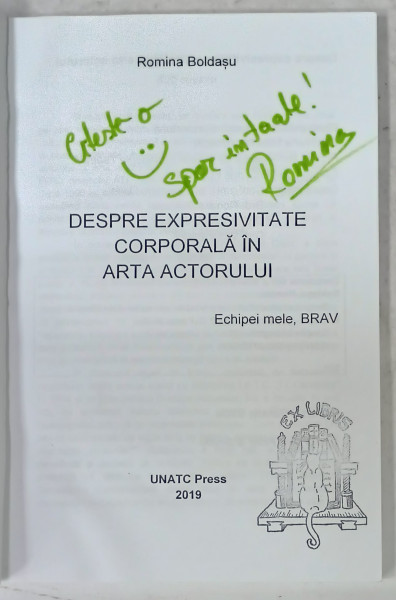 Romina Boldașu
Citește-o
Spor în toate!
Romina
DESPRE EXPRESIVITATE
CORPORALĂ ÎN
ARTA ACTORULUI
Echipei mele, BRAV
EX LIBRIS
UNATC Press
2019